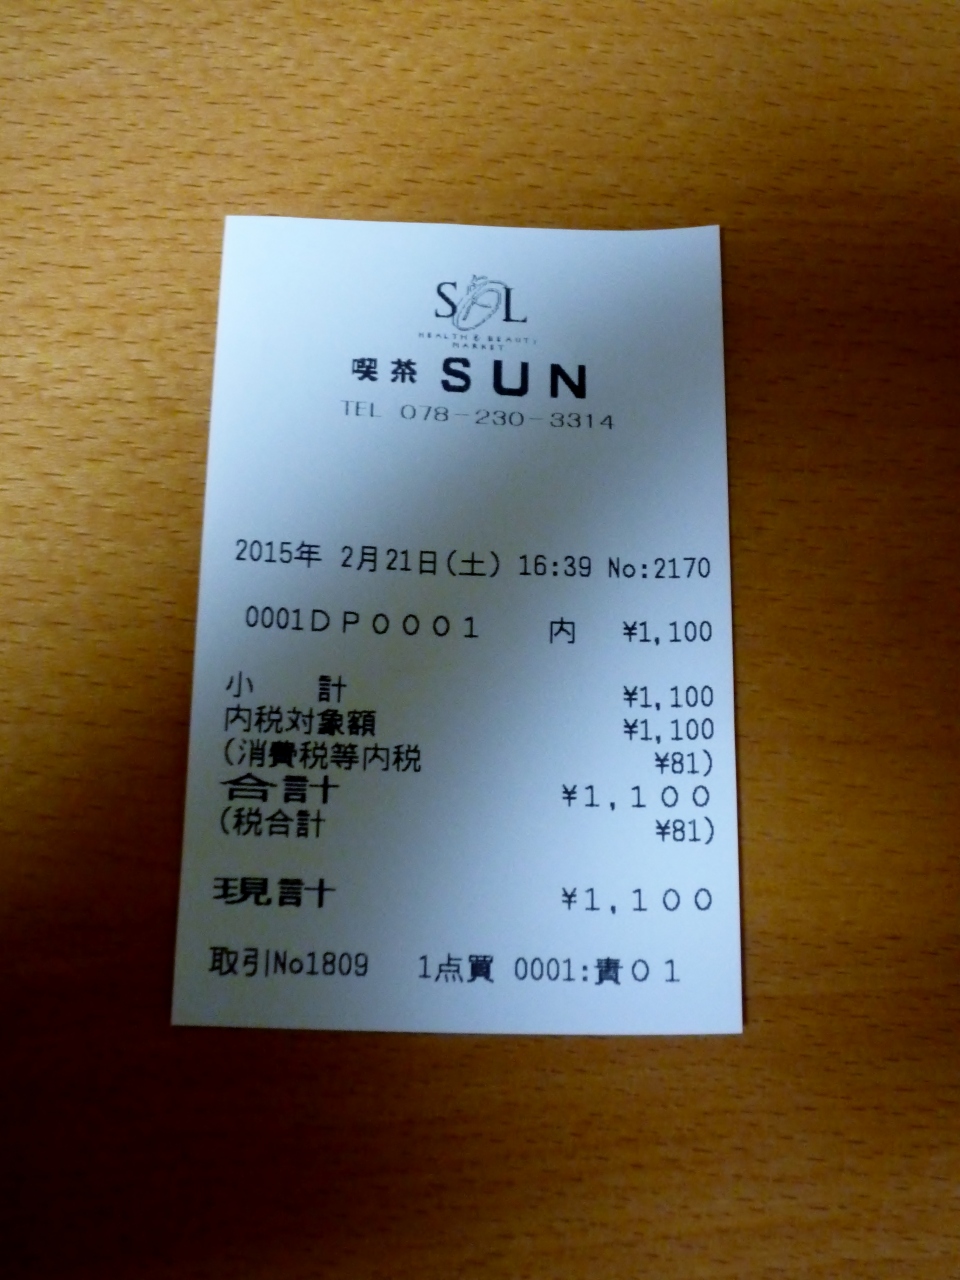 SAL
HEALTH & BEAUTY
MARKET
喫茶 SUN
TEL 078-230-3314
2015年 2月21日(土) 16:39 No:2170
0001DP0001 内 ¥1,100
小 計 ¥1,100
内税対象額 ¥1,100
(消費税等内税 ¥81)
合計 ¥1,100
(税合計 ¥81)
現計 ¥1,100
取引No1809 1点買 0001:責01